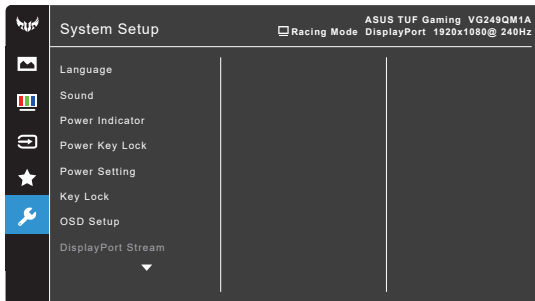 System Setup
ASUS TUF Gaming VG249QM1A
Racing Mode DisplayPort 1920x1080@ 240Hz
Language
Sound
Power Indicator
Power Key Lock
Power Setting
Key Lock
OSD Setup
DisplayPort Stream